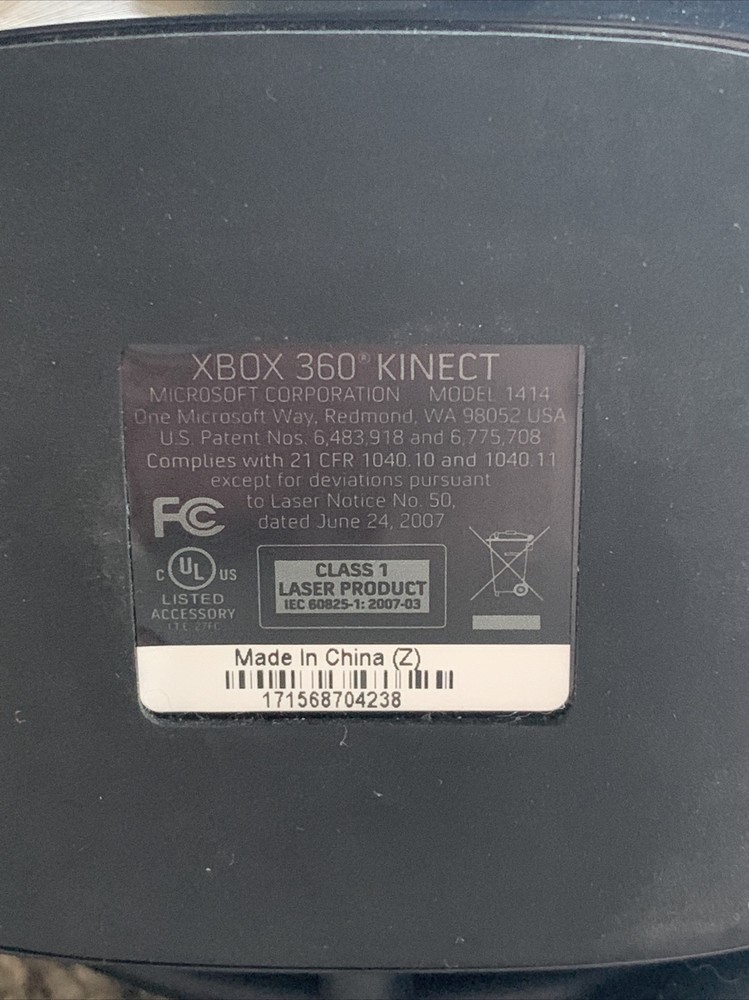 XBOX 360® KINECT
MICROSOFT CORPORATION MODEL 1414
One Microsoft Way, Redmond, WA 98052 USA
U.S. Patent Nos. 6,483,918 and 6,775,708
Complies with 21 CFR 1040.10 and 1040.11
except for deviations pursuant
to Laser Notice No. 50,
dated June 24, 2007
FC
C UL US
LISTED
ACCESSORY
I.T.E. 27FC
CLASS 1
LASER PRODUCT
IEC 60825-1: 2007-03
Made In China (Z)
171568704238